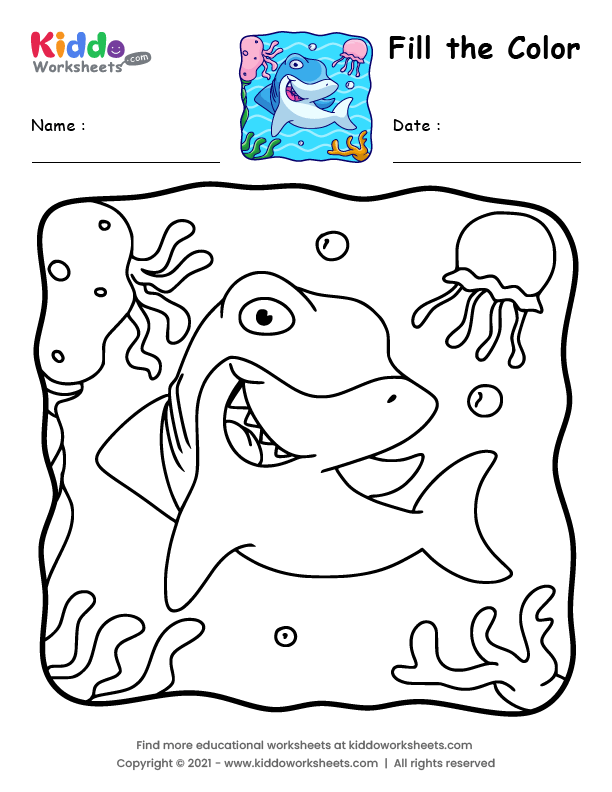 Kiddo
Worksheets.com
Fill the Color
Name :
Date :
Find more educational worksheets at kiddoworksheets.com
Copyright © 2021 - www.kiddoworksheets.com | All rights reserved